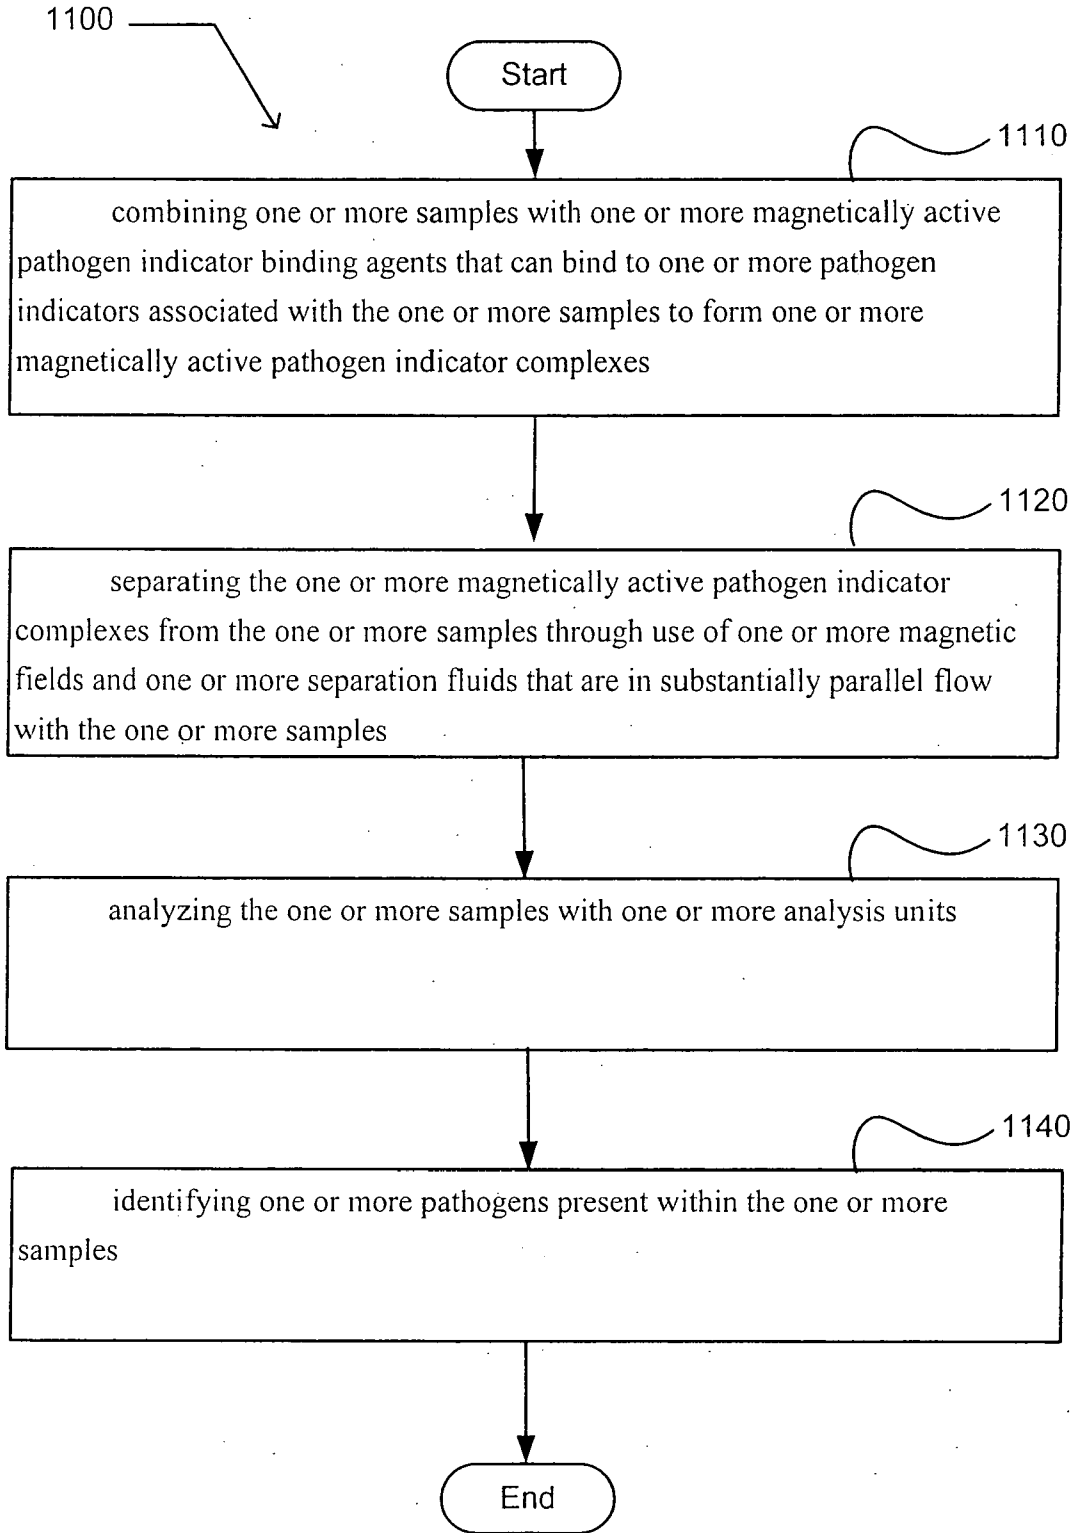 1100
Start
1110
combining one or more samples with one or more magnetically active
pathogen indicator binding agents that can bind to one or more pathogen
indicators associated with the one or more samples to form one or more
magnetically active pathogen indicator complexes
1120
separating the one or more magnetically active pathogen indicator
complexes from the one or more samples through use of one or more magnetic
fields and one or more separation fluids that are in substantially parallel flow
with the one or more samples
1130
analyzing the one or more samples with one or more analysis units
1140
identifying one or more pathogens present within the one or more
samples
End